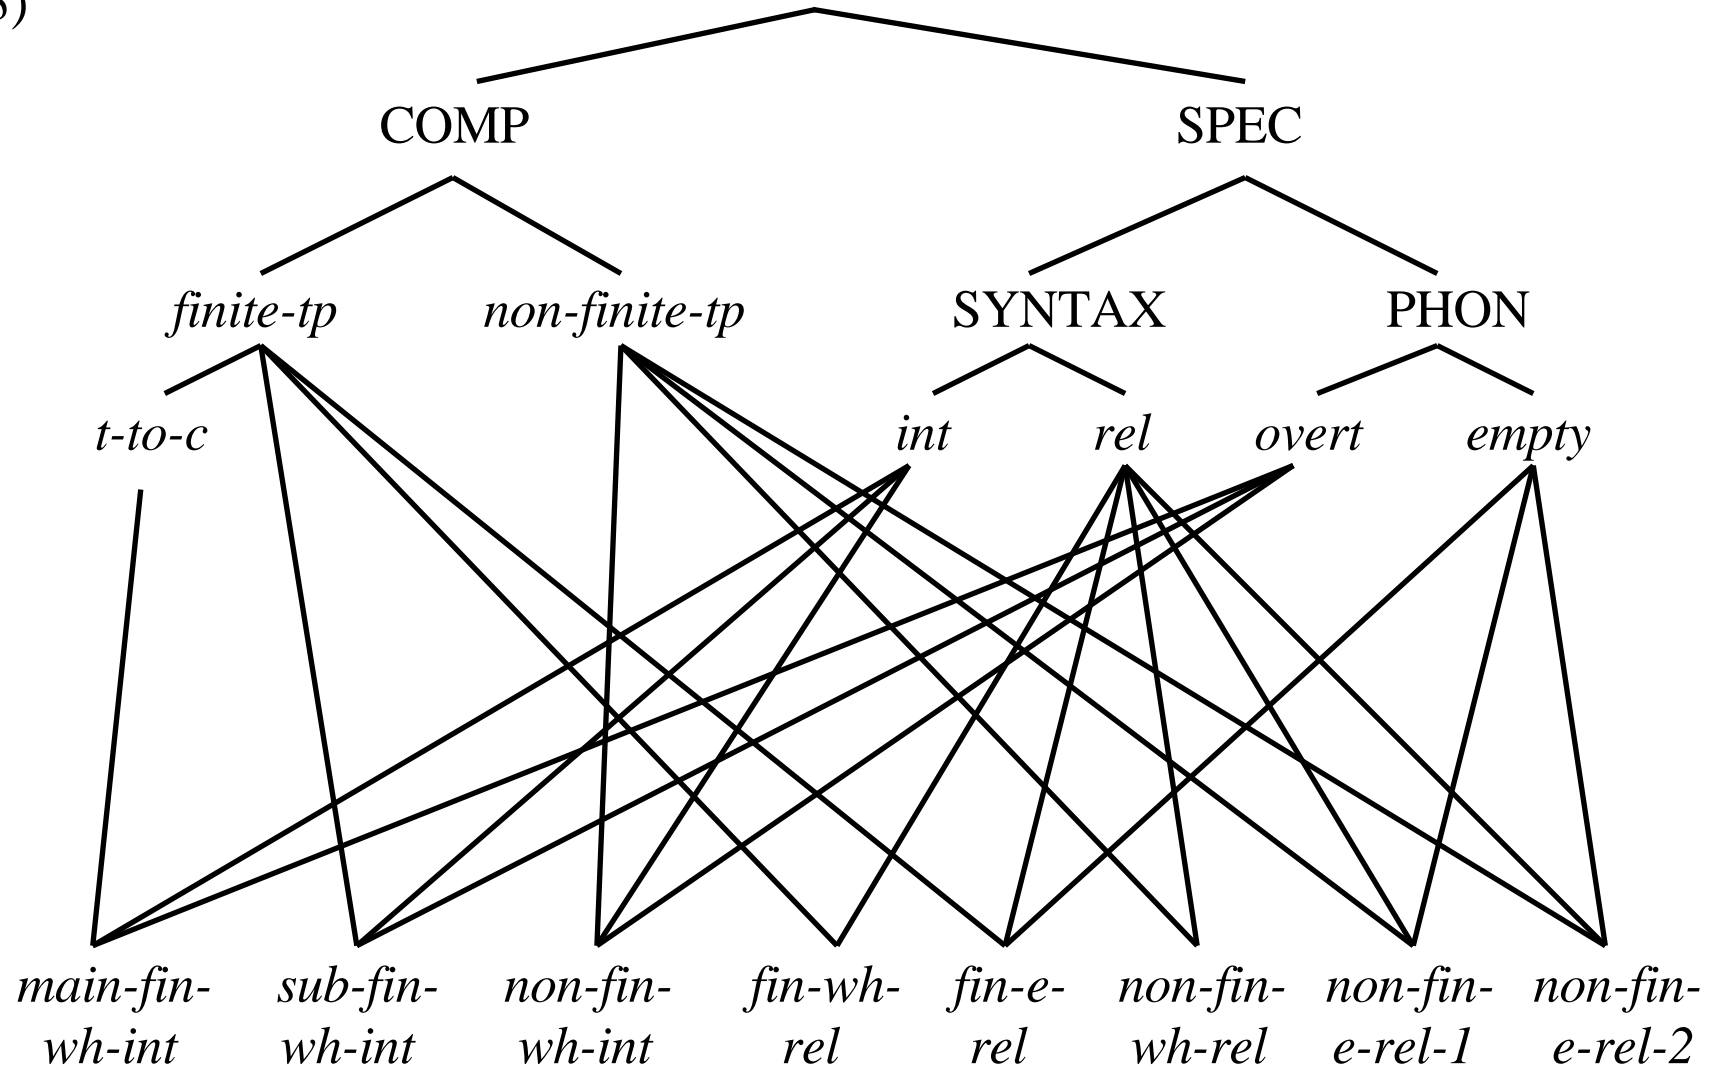 COMP SPEC
finite-tp non-finite-tp SYNTAX PHON
t-to-c int rel overt empty
main-fin- sub-fin- non-fin- fin-wh- fin-e- non-fin- non-fin- non-fin-
wh-int wh-int wh-int rel rel wh-rel e-rel-1 e-rel-2